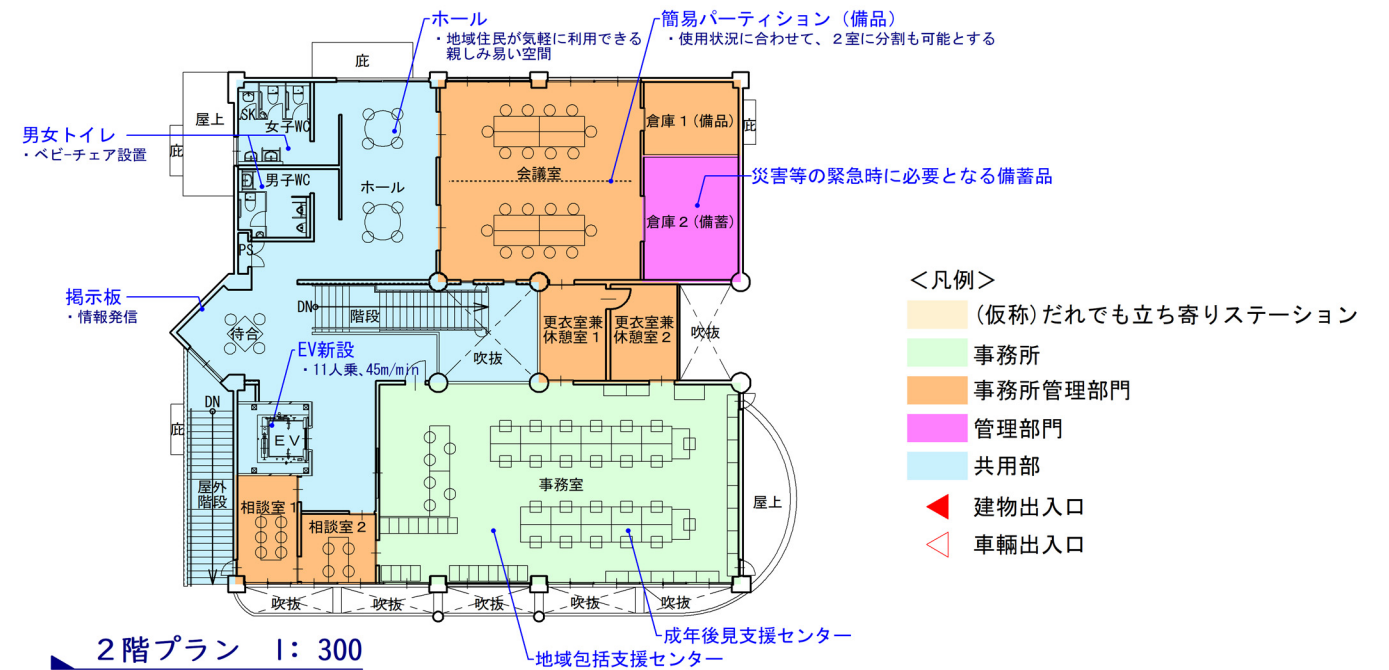 ホール
・地域住民が気軽に利用できる
親しみ易い空間
簡易パーティション（備品）
・使用状況に合わせて、２室に分割も可能とする
庇
屋上
庇
SK
女子WC
男女トイレ
・ベビーチェア設置
男子WC
ホール
会議室
倉庫１(備品)
庇
倉庫２(備蓄)
災害等の緊急時に必要となる備蓄品
PS
掲示板
・情報発信
待合
DN
階段
吹抜
更衣室兼
休憩室１
更衣室兼
休憩室２
吹抜
EV新設
・11人乗、45m/min
DN
庇
EV
屋外
階段
相談室１
相談室２
事務室
屋上
吹抜
吹抜
吹抜
吹抜
吹抜
成年後見支援センター
地域包括支援センター
２階プラン　1：300
＜凡例＞
(仮称)だれでも立ち寄りステーション
事務所
事務所管理部門
管理部門
共用部
建物出入口
車輛出入口